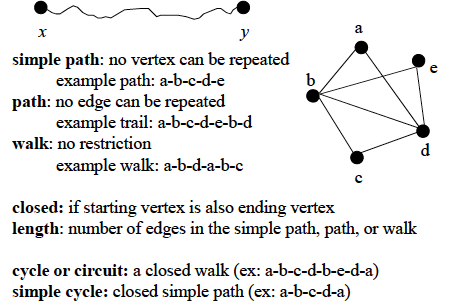 x y
simple path: no vertex can be repeated
example path: a-b-c-d-e
path: no edge can be repeated
example trail: a-b-c-d-e-b-d
walk: no restriction
example walk: a-b-d-a-b-c
closed: if starting vertex is also ending vertex
length: number of edges in the simple path, path, or walk
cycle or circuit: a closed walk (ex: a-b-c-d-b-e-d-a)
simple cycle: closed simple path (ex: a-b-c-d-a)
a
e
b
d
c